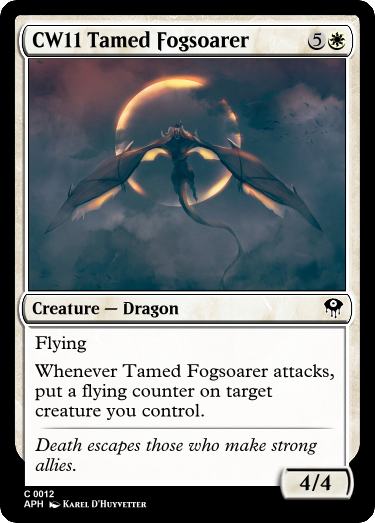 CW11 Tamed Fogsoarer 5
Creature — Dragon
Flying
Whenever Tamed Fogsoarer attacks,
put a flying counter on target
creature you control.
Death escapes those who make strong
allies.
4/4
C 0012
APH Karel D'Huyvetter